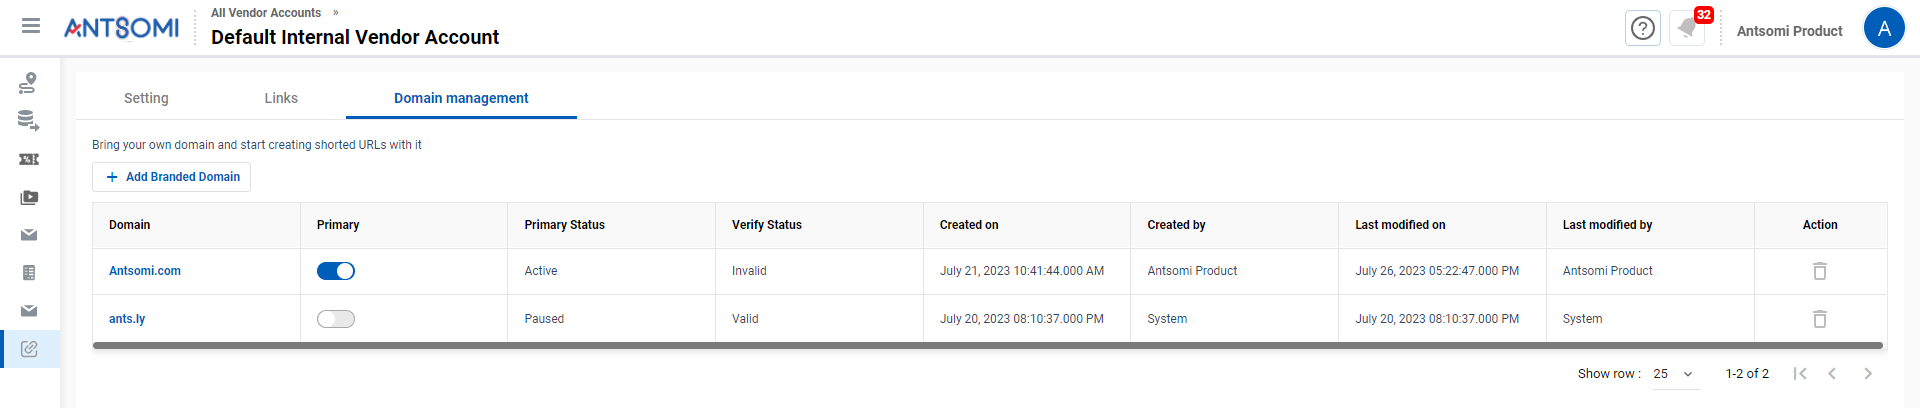 ANTSOMI
All Vendor Accounts »
Default Internal Vendor Account
32
Antsomi Product
A
Setting Links Domain management
Bring your own domain and start creating shorted URLs with it
+ Add Branded Domain
Domain Primary Primary Status Verify Status Created on Created by Last modified on Last modified by Action
Antsomi.com Active Invalid July 21, 2023 10:41:44.000 AM Antsomi Product July 26, 2023 05:22:47.000 PM Antsomi Product
ants.ly Paused Valid July 20, 2023 08:10:37.000 PM System July 20, 2023 08:10:37.000 PM System
Show row : 25 1-2 of 2